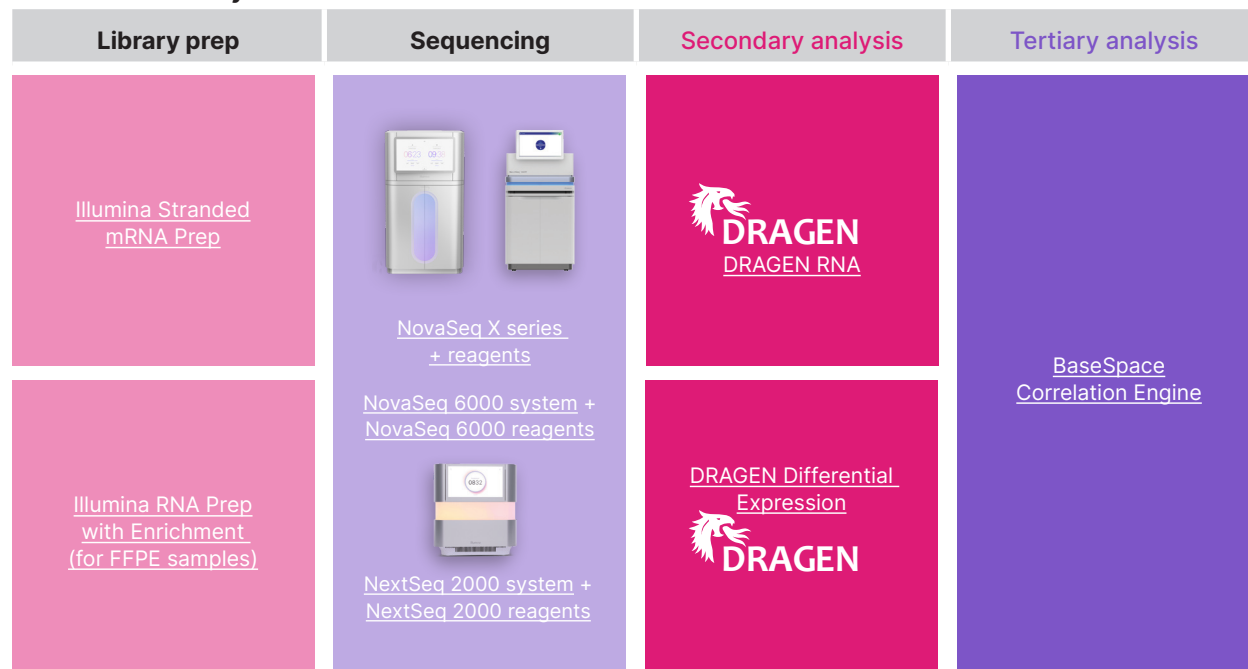 Library prep
Sequencing
Secondary analysis
Tertiary analysis
Illumina Stranded
mRNA Prep
Illumina RNA Prep
with Enrichment
(for FFPE samples)
NovaSeq X series
+ reagents
NovaSeq 6000 system +
NovaSeq 6000 reagents
0832
NextSeq 2000 system +
NextSeq 2000 reagents
DRAGEN
DRAGEN RNA
DRAGEN Differential
Expression
DRAGEN
BaseSpace
Correlation Engine